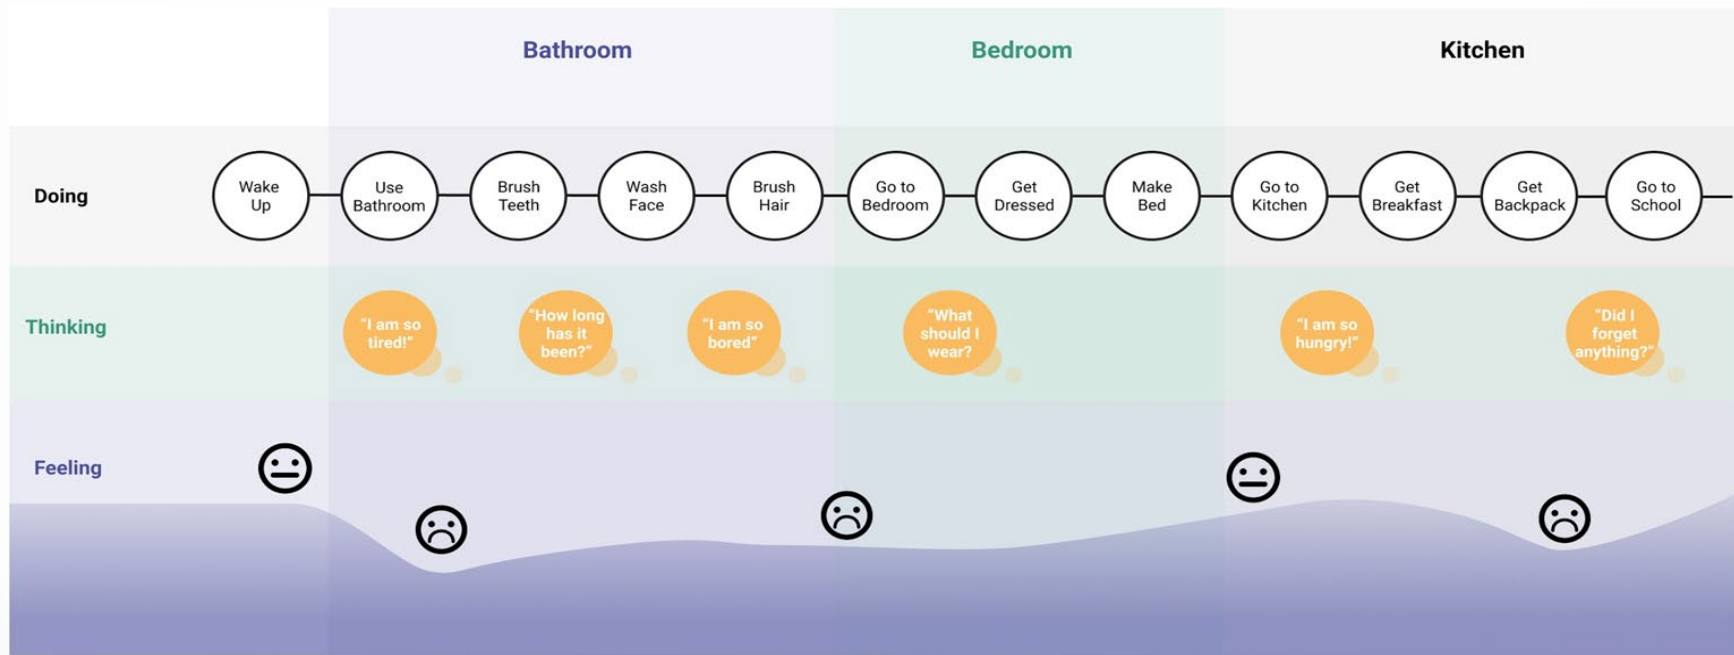 Bathroom
Bedroom
Kitchen
Doing
Wake
Up
Use
Bathroom
Brush
Teeth
Wash
Face
Brush
Hair
Go to
Bedroom
Get
Dressed
Make
Bed
Go to
Kitchen
Get
Breakfast
Get
Backpack
Go to
School
Thinking
“I am so
tired!”
“How long
has it
been?”
“I am so
bored”
“What
should I
wear?
“I am so
hungry!”
“Did I
forget
anything?”
Feeling